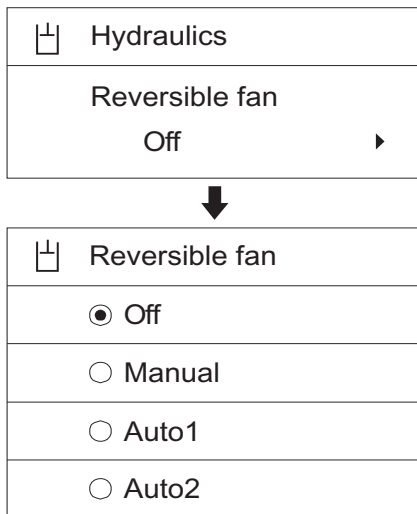 Hydraulics
Reversible fan
Off
Reversible fan
Off
Manual
Auto1
Auto2